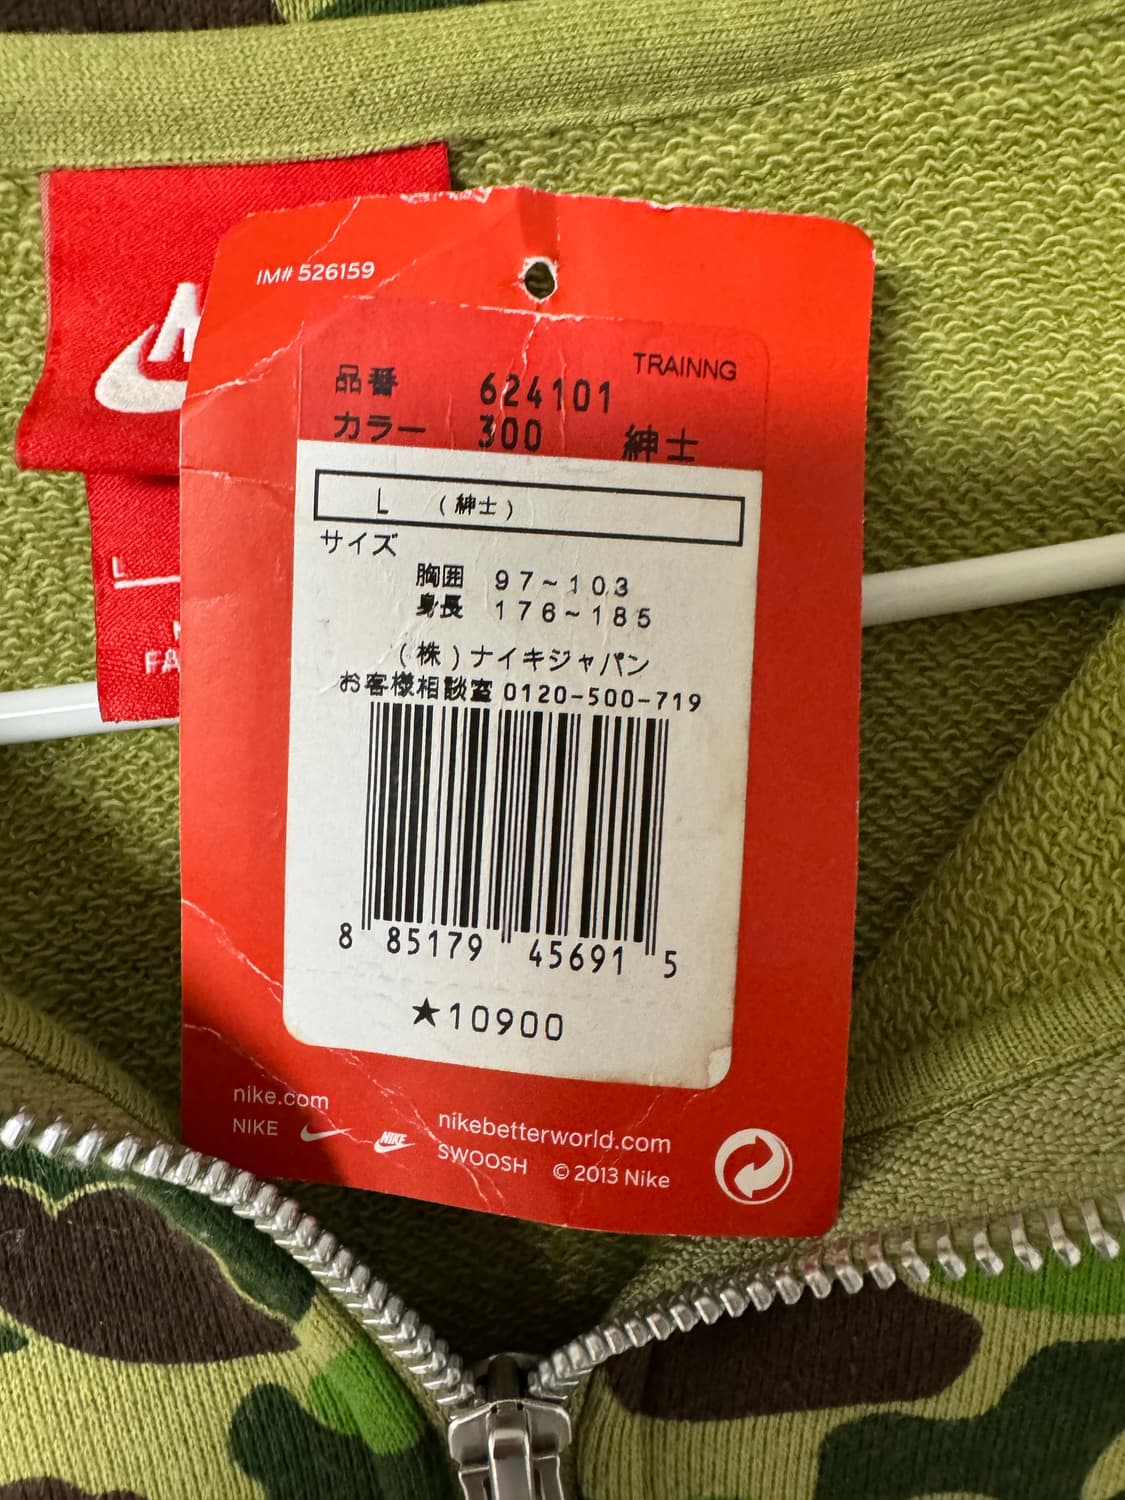 IM# 526159
TRAINNG
品番 624101
カラー 300 紳士
L (紳士)
サイズ
胸囲 97~103
身長 176~185
(株)ナイキジャパン
お客様相談室 0120-500-719
8 85179 45691 5
★10900
nike.com
nikebetterworld.com
NIKE
NIKE
SWOOSH © 2013 Nike
L
FA